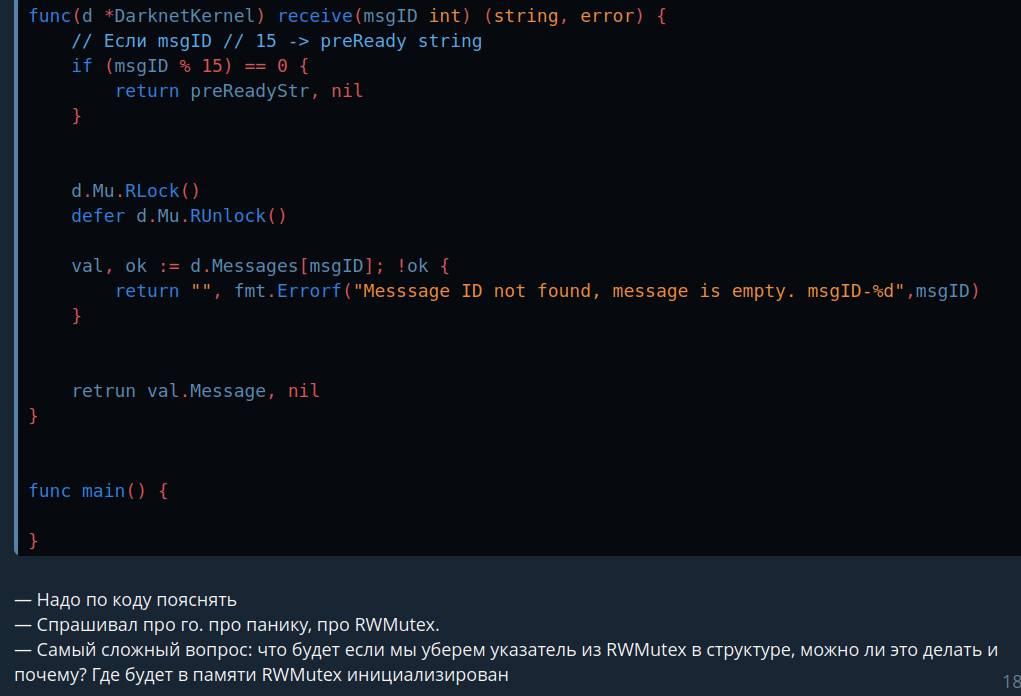 func(d *DarknetKernel) receive(msgID int) (string, error) {
// Если msgID // 15 -> preReady string
if (msgID % 15) == 0 {
return preReadyStr, nil
}
d.Mu.RLock()
defer d.Mu.RUnlock()
val, ok := d.Messages[msgID]; !ok {
return "", fmt.Errorf("Messsage ID not found, message is empty. msgID-%d",msgID)
}
retrun val.Message, nil
}
func main() {
}
— Надо по коду пояснять
— Спрашивал про го. про панику, про RWMutex.
— Самый сложный вопрос: что будет если мы уберем указатель из RWMutex в структуре, можно ли это делать и
почему? Где будет в памяти RWMutex инициализирован